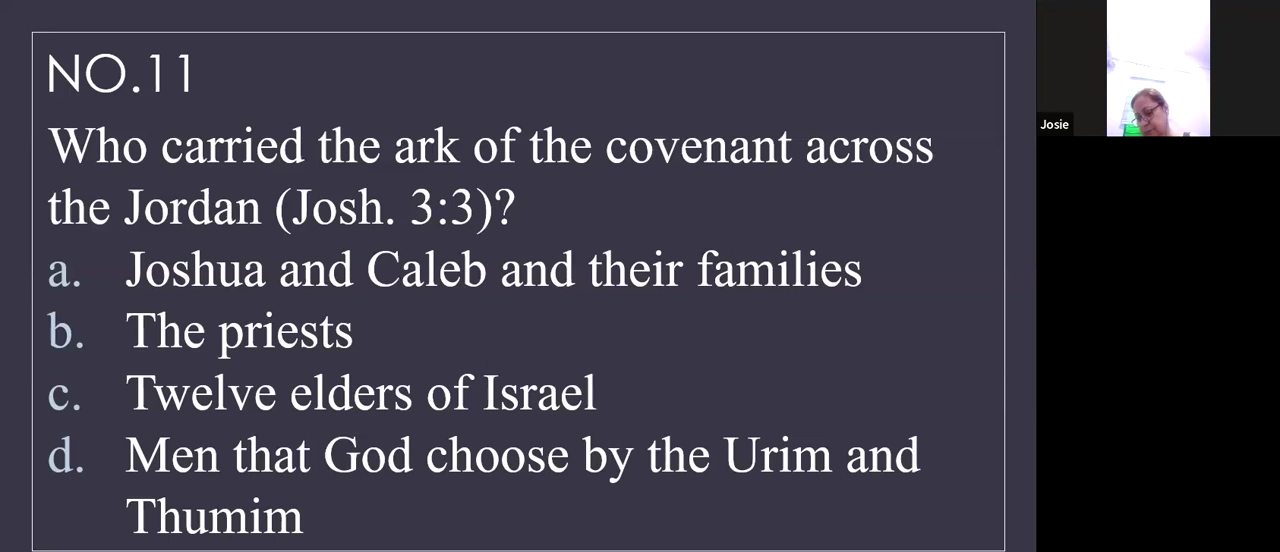 NO.11
Who carried the ark of the covenant across
the Jordan (Josh. 3:3)?
a. Joshua and Caleb and their families
b. The priests
c. Twelve elders of Israel
d. Men that God choose by the Urim and
Thumim
Josie